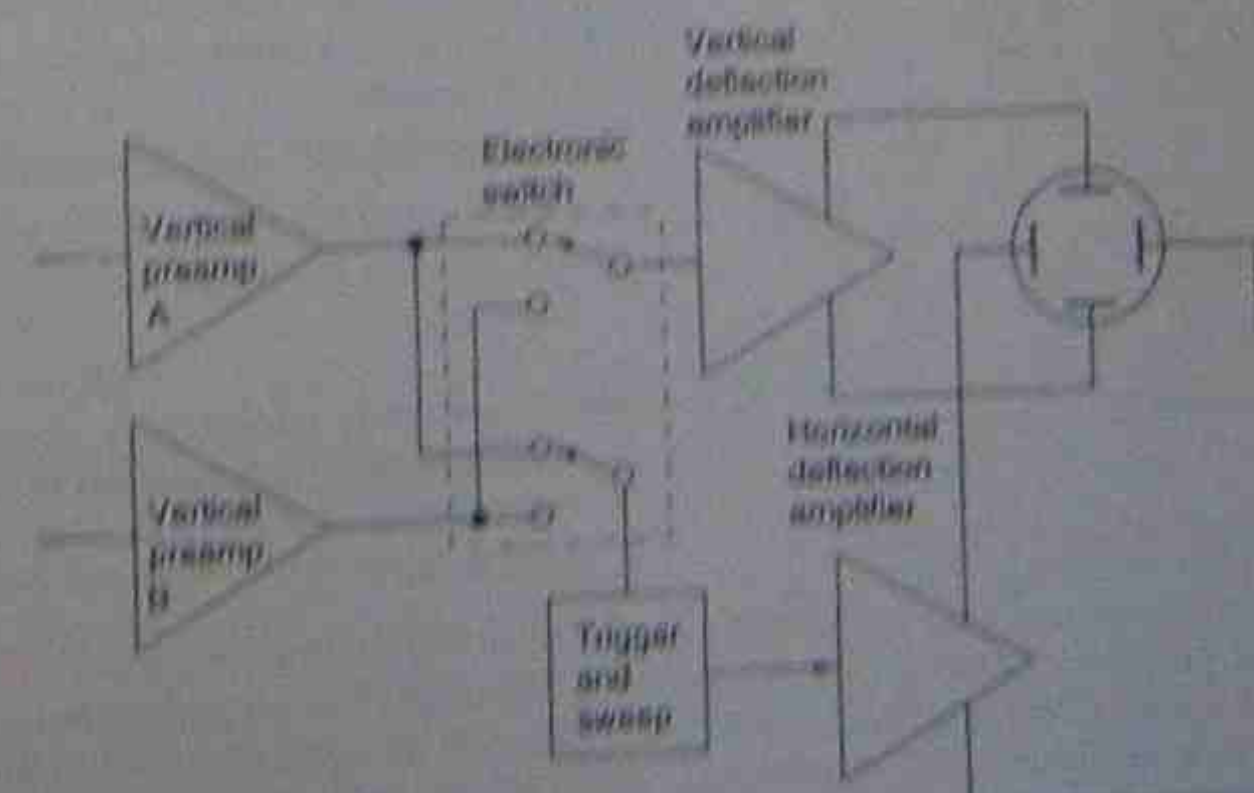 Vertical
deflection
amplifier
Electronic
switch
Vertical
preamp
A
Horizontal
deflection
amplifier
Vertical
preamp
B
Trigger
and
sweep